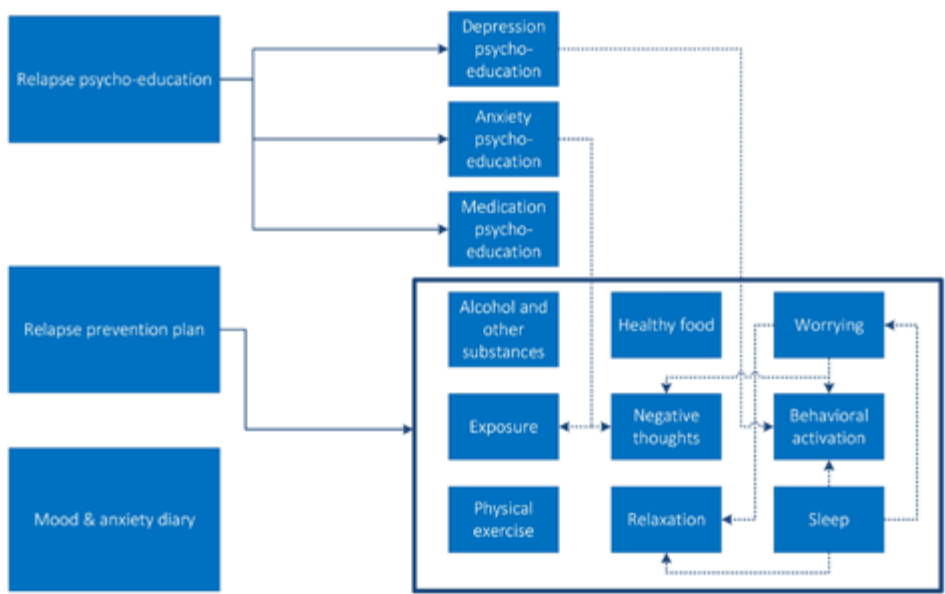 Relapse psycho-education
Depression
psycho-
education
Anxiety
psycho-
education
Medication
psycho-
education
Relapse prevention plan
Alcohol and
other
substances
Healthy food
Worrying
Exposure
Negative
thoughts
Behavioral
activation
Mood & anxiety diary
Physical
exercise
Relaxation
Sleep